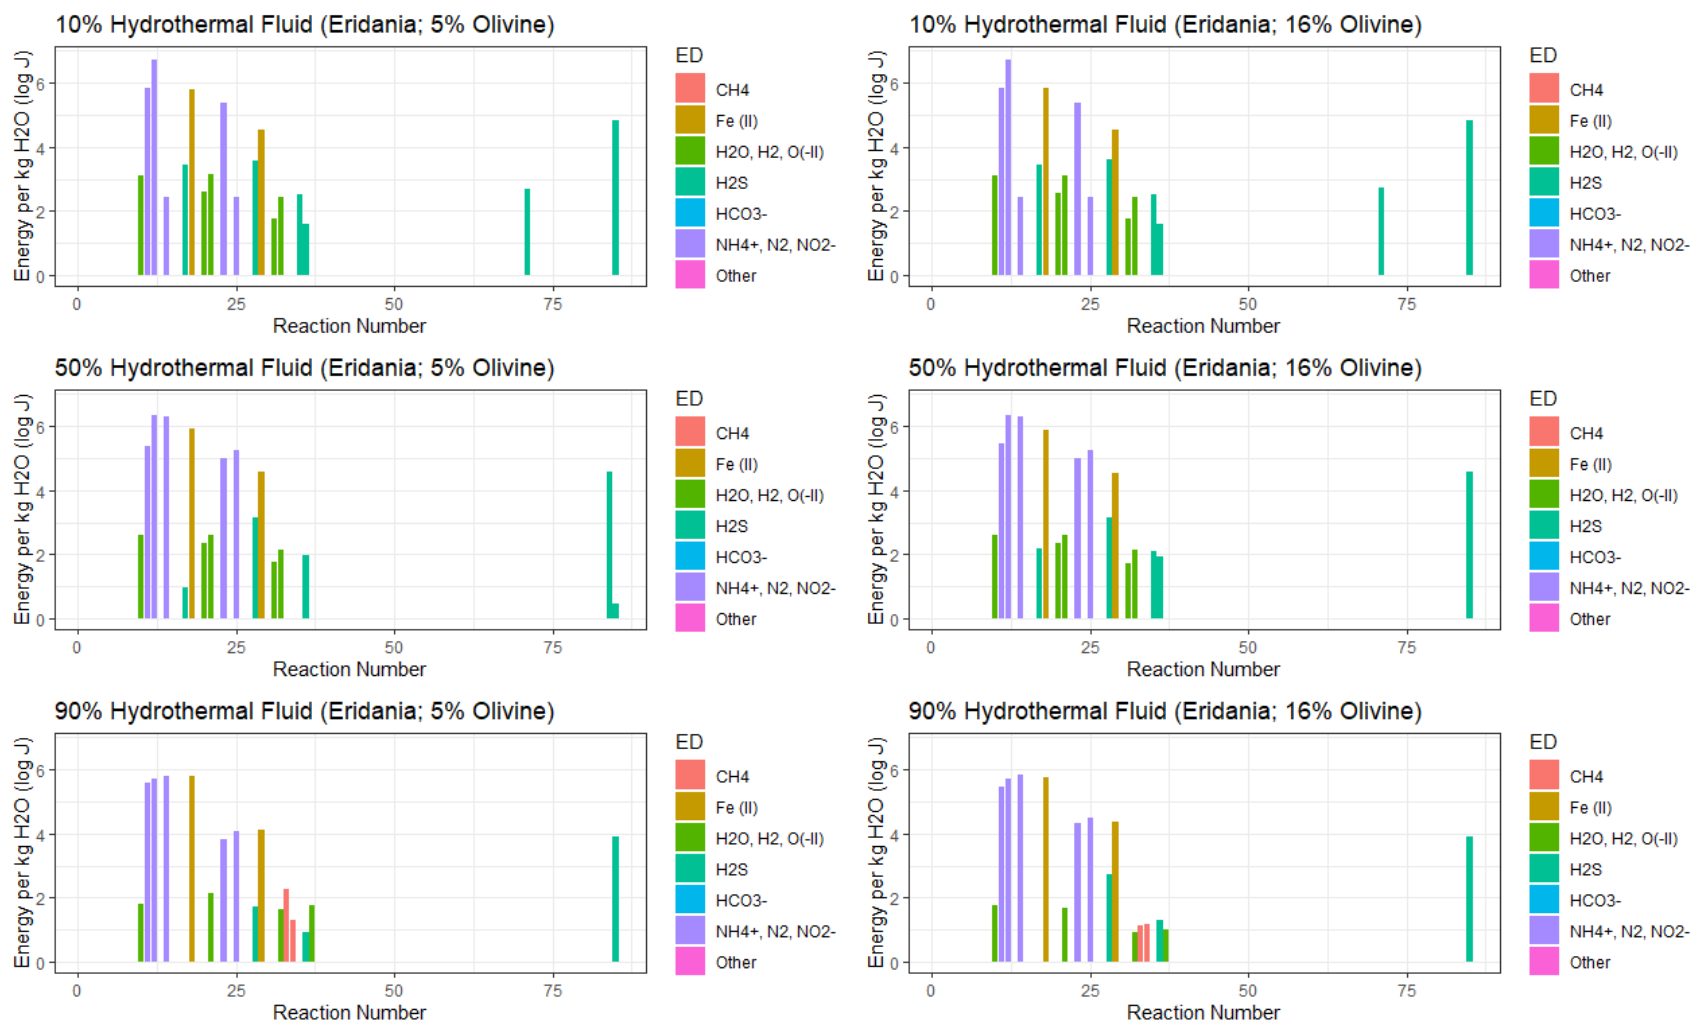 10% Hydrothermal Fluid (Eridania; 5% Olivine)
Energy per kg H2O (log J)
6
4
2
0
0 25 50 75
Reaction Number
ED
CH4
Fe (II)
H2O, H2, O(-II)
H2S
HCO3-
NH4+, N2, NO2-
Other
10% Hydrothermal Fluid (Eridania; 16% Olivine)
Energy per kg H2O (log J)
6
4
2
0
0 25 50 75
Reaction Number
ED
CH4
Fe (II)
H2O, H2, O(-II)
H2S
HCO3-
NH4+, N2, NO2-
Other
50% Hydrothermal Fluid (Eridania; 5% Olivine)
Energy per kg H2O (log J)
6
4
2
0
0 25 50 75
Reaction Number
ED
CH4
Fe (II)
H2O, H2, O(-II)
H2S
HCO3-
NH4+, N2, NO2-
Other
50% Hydrothermal Fluid (Eridania; 16% Olivine)
Energy per kg H2O (log J)
6
4
2
0
0 25 50 75
Reaction Number
ED
CH4
Fe (II)
H2O, H2, O(-II)
H2S
HCO3-
NH4+, N2, NO2-
Other
90% Hydrothermal Fluid (Eridania; 5% Olivine)
Energy per kg H2O (log J)
6
4
2
0
0 25 50 75
Reaction Number
ED
CH4
Fe (II)
H2O, H2, O(-II)
H2S
HCO3-
NH4+, N2, NO2-
Other
90% Hydrothermal Fluid (Eridania; 16% Olivine)
Energy per kg H2O (log J)
6
4
2
0
0 25 50 75
Reaction Number
ED
CH4
Fe (II)
H2O, H2, O(-II)
H2S
HCO3-
NH4+, N2, NO2-
Other